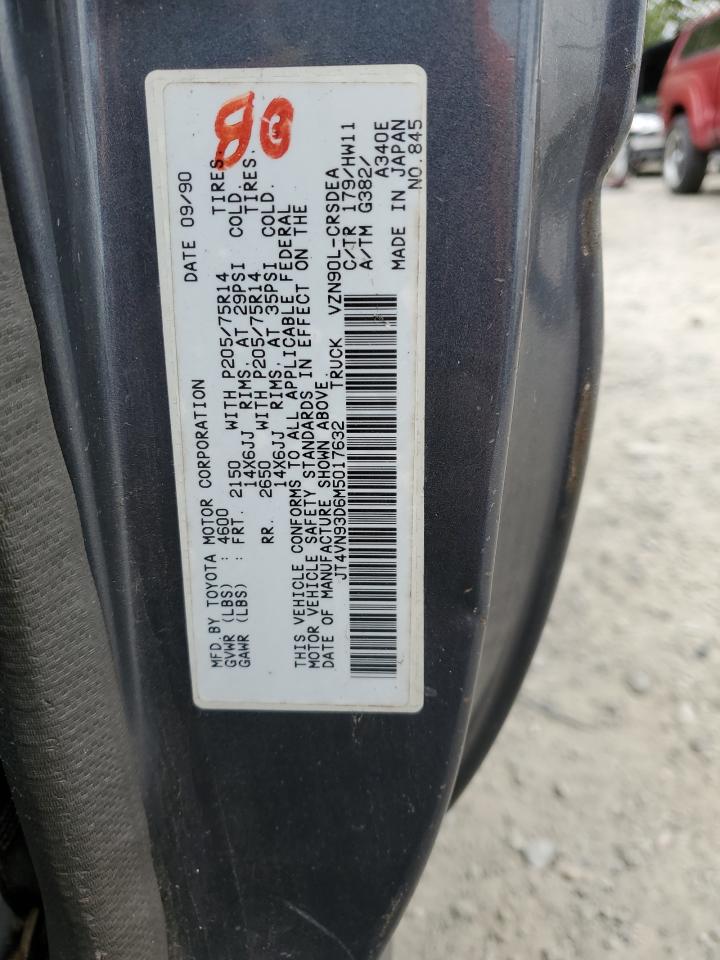 MFD.BY TOYOTA MOTOR CORPORATION DATE 09/90
GVWR (LBS) : 4600
GAWR (LBS) : FRT. 2150 WITH P205/75R14 TIRES.
14X6JJ RIMS. AT 29PSI COLD.
RR. 2650 WITH P205/75R14 TIRES.
14X6JJ RIMS. AT 35PSI COLD.
THIS VEHICLE CONFORMS TO ALL APPLICABLE FEDERAL
MOTOR VEHICLE SAFETY STANDARDS IN EFFECT ON THE
DATE OF MANUFACTURE SHOWN ABOVE.
JT4VN93D6M5017632 TRUCK VZN90L-CRSDEA
C/TR 179/HW11
A/TM G382/
A340E
MADE IN JAPAN
NO.845